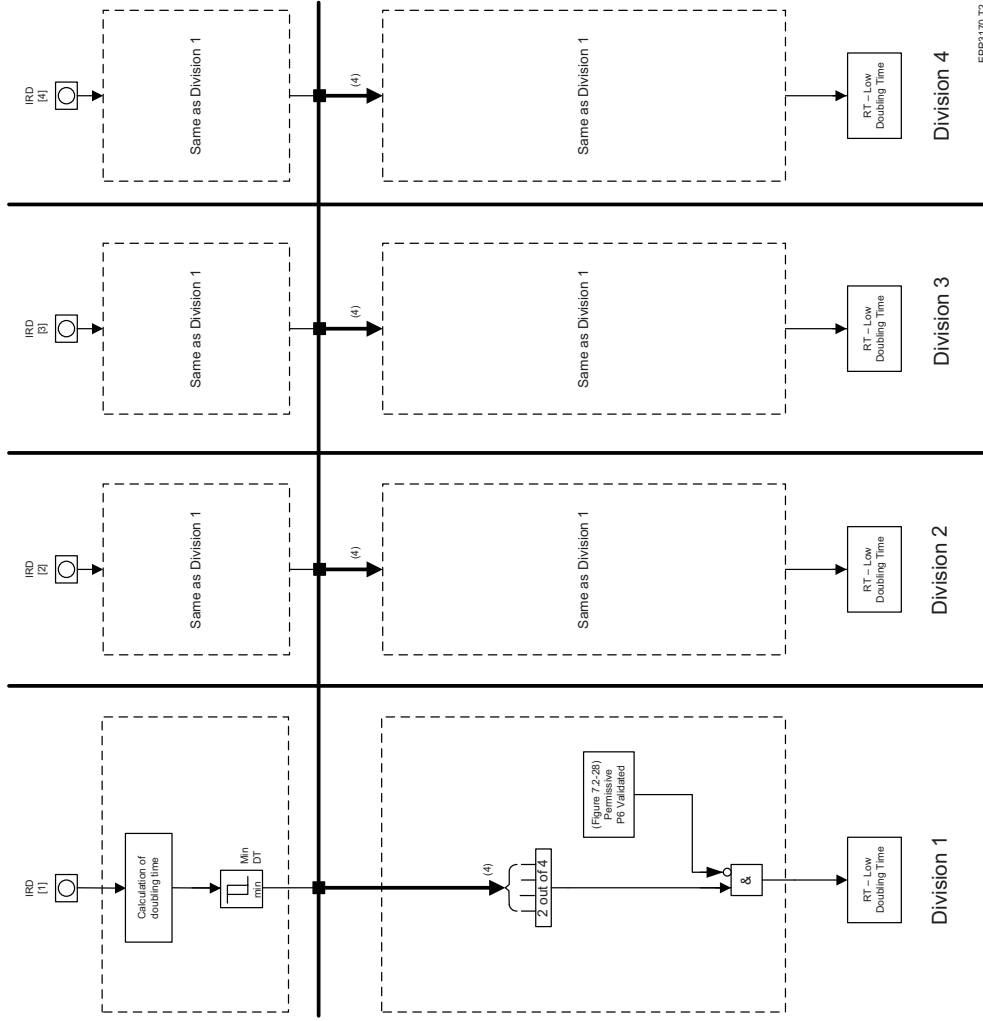 IRD
[1]
Calculation of
doubling time
Min
DT
min
(4)
2 out of 4
(Figure 7.2-28)
Permissive
P6 Validated
&
RT – Low
Doubling Time
Division 1
IRD
[2]
Same as Division 1
(4)
Same as Division 1
RT – Low
Doubling Time
Division 2
IRD
[3]
Same as Division 1
(4)
Same as Division 1
RT – Low
Doubling Time
Division 3
IRD
[4]
Same as Division 1
(4)
Same as Division 1
RT – Low
Doubling Time
Division 4
EPR3170 T2